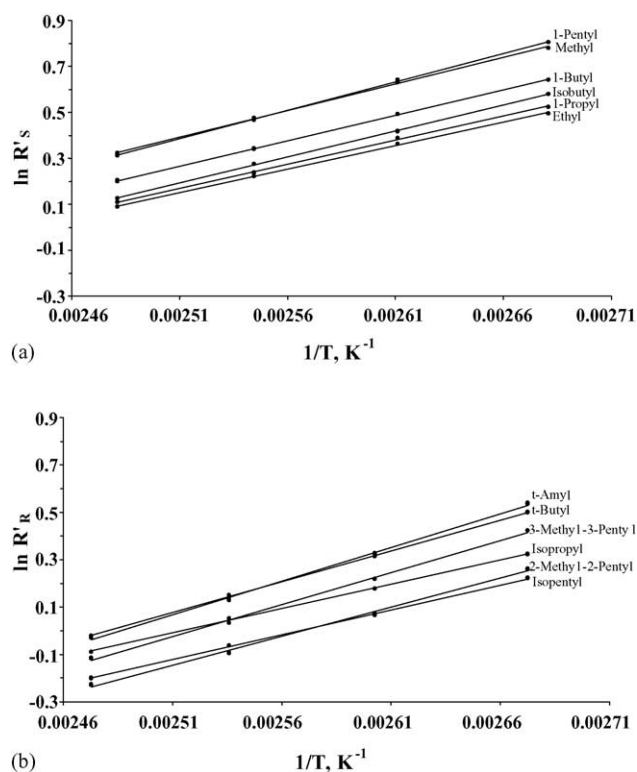 0.9
1-Pentyl
Methyl
0.7
1-Butyl
0.5
Isobutyl
1-Propyl
Ethyl
0.3
0.1
-0.1
-0.3
ln R'S
0.00246 0.00251 0.00256 0.00261 0.00266 0.00271
(a)
1/T, K-1
0.9
0.7
t-Amyl
0.5
t-Butyl
3-Methy1-3-Penty1
0.3
Isopropyl
2-Methy1-2-Pentyl
Isopentyl
0.1
-0.1
-0.3
ln R'R
0.00246 0.00251 0.00256 0.00261 0.00266 0.00271
(b)
1/T, K-1